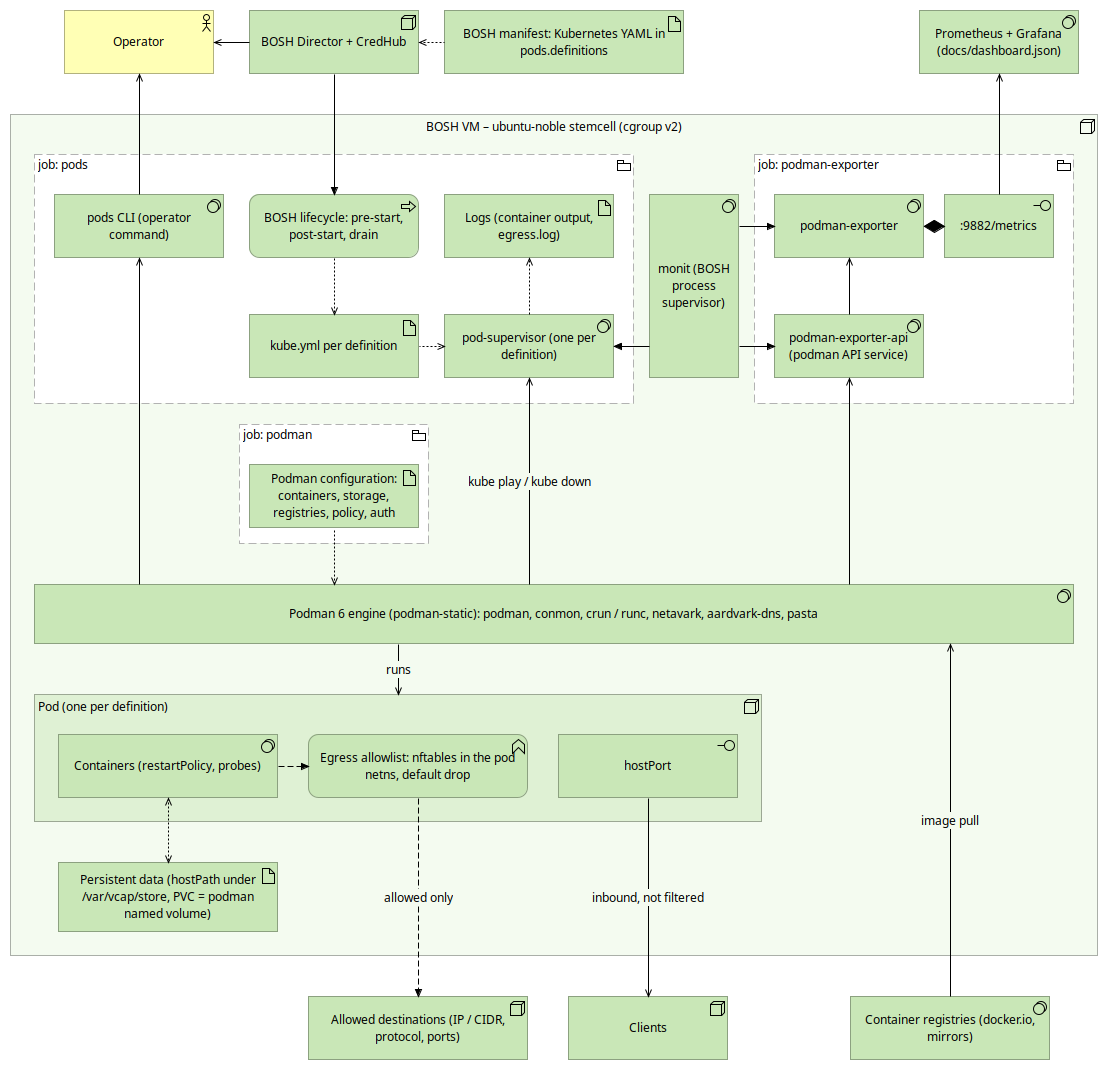 Operator
BOSH Director + CredHub
BOSH manifest: Kubernetes YAML in
pods.definitions
Prometheus + Grafana
(docs/dashboard.json)
BOSH VM – ubuntu-noble stemcell (cgroup v2)
job: pods
job: podman-exporter
pods CLI (operator
command)
BOSH lifecycle: pre-start,
post-start, drain
Logs (container output,
egress.log)
monit (BOSH
process
supervisor)
podman-exporter
:9882/metrics
kube.yml per definition
pod-supervisor (one per
definition)
podman-exporter-api
(podman API service)
job: podman
Podman configuration:
containers, storage,
registries, policy, auth
kube play / kube down
Podman 6 engine (podman-static): podman, conmon, crun / runc, netavark, aardvark-dns, pasta
runs
Pod (one per definition)
Containers (restartPolicy, probes)
Egress allowlist: nftables in the pod
netns, default drop
hostPort
image pull
Persistent data (hostPath under
/var/vcap/store, PVC = podman
named volume)
allowed only
inbound, not filtered
Allowed destinations (IP / CIDR,
protocol, ports)
Clients
Container registries (docker.io,
mirrors)